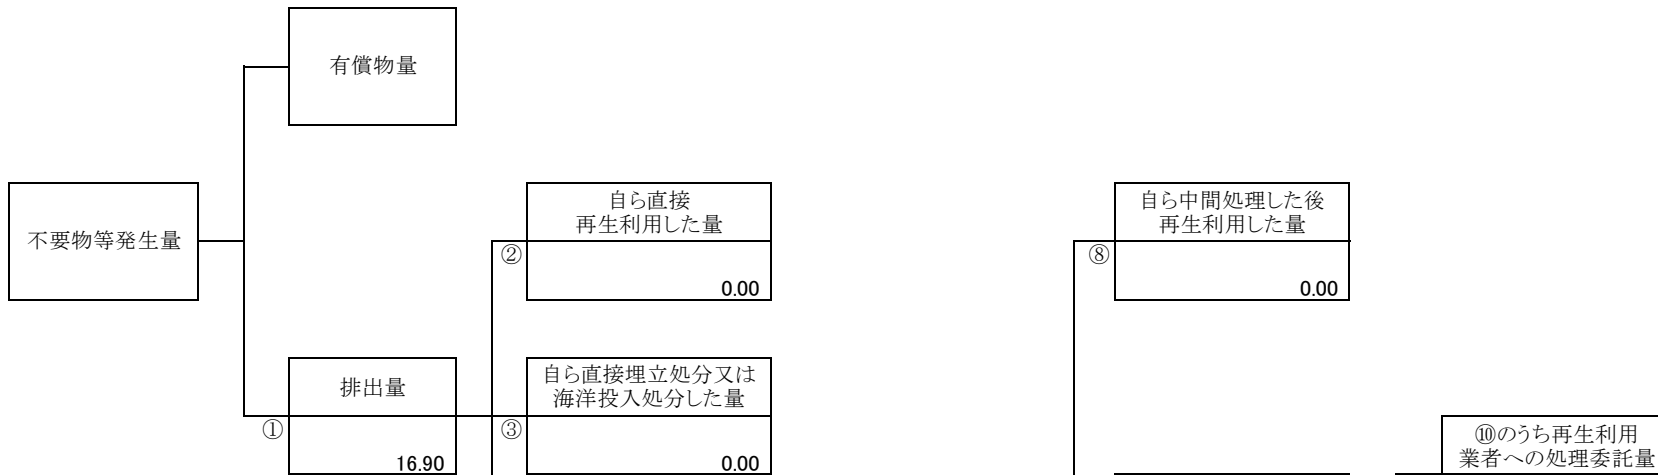 有償物量
不要物等発生量
自ら直接
再生利用した量
②
0.00
自ら中間処理した後
再生利用した量
⑧
0.00
排出量
①
16.90
自ら直接埋立処分又は
海洋投入処分した量
③
0.00
⑩のうち再生利用
業者への処理委託量